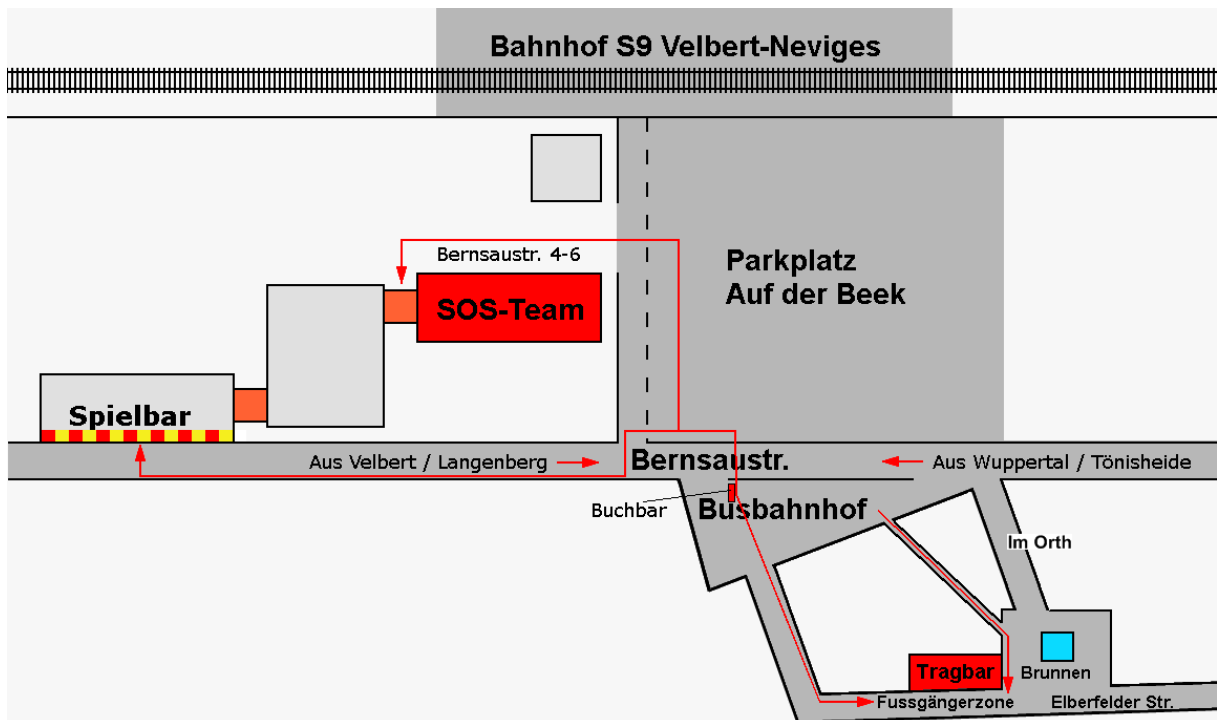 Bahnhof S9 Velbert-Neviges
Bernsaustr. 4-6
Parkplatz
Auf der Beek
SOS-Team
Spielbar
Aus Velbert / Langenberg
Bernsaustr.
Aus Wuppertal / Tönisheide
Buchbar
Busbahnhof
Im Orth
Tragbar
Brunnen
Fussgängerzone
Elberfelder Str.